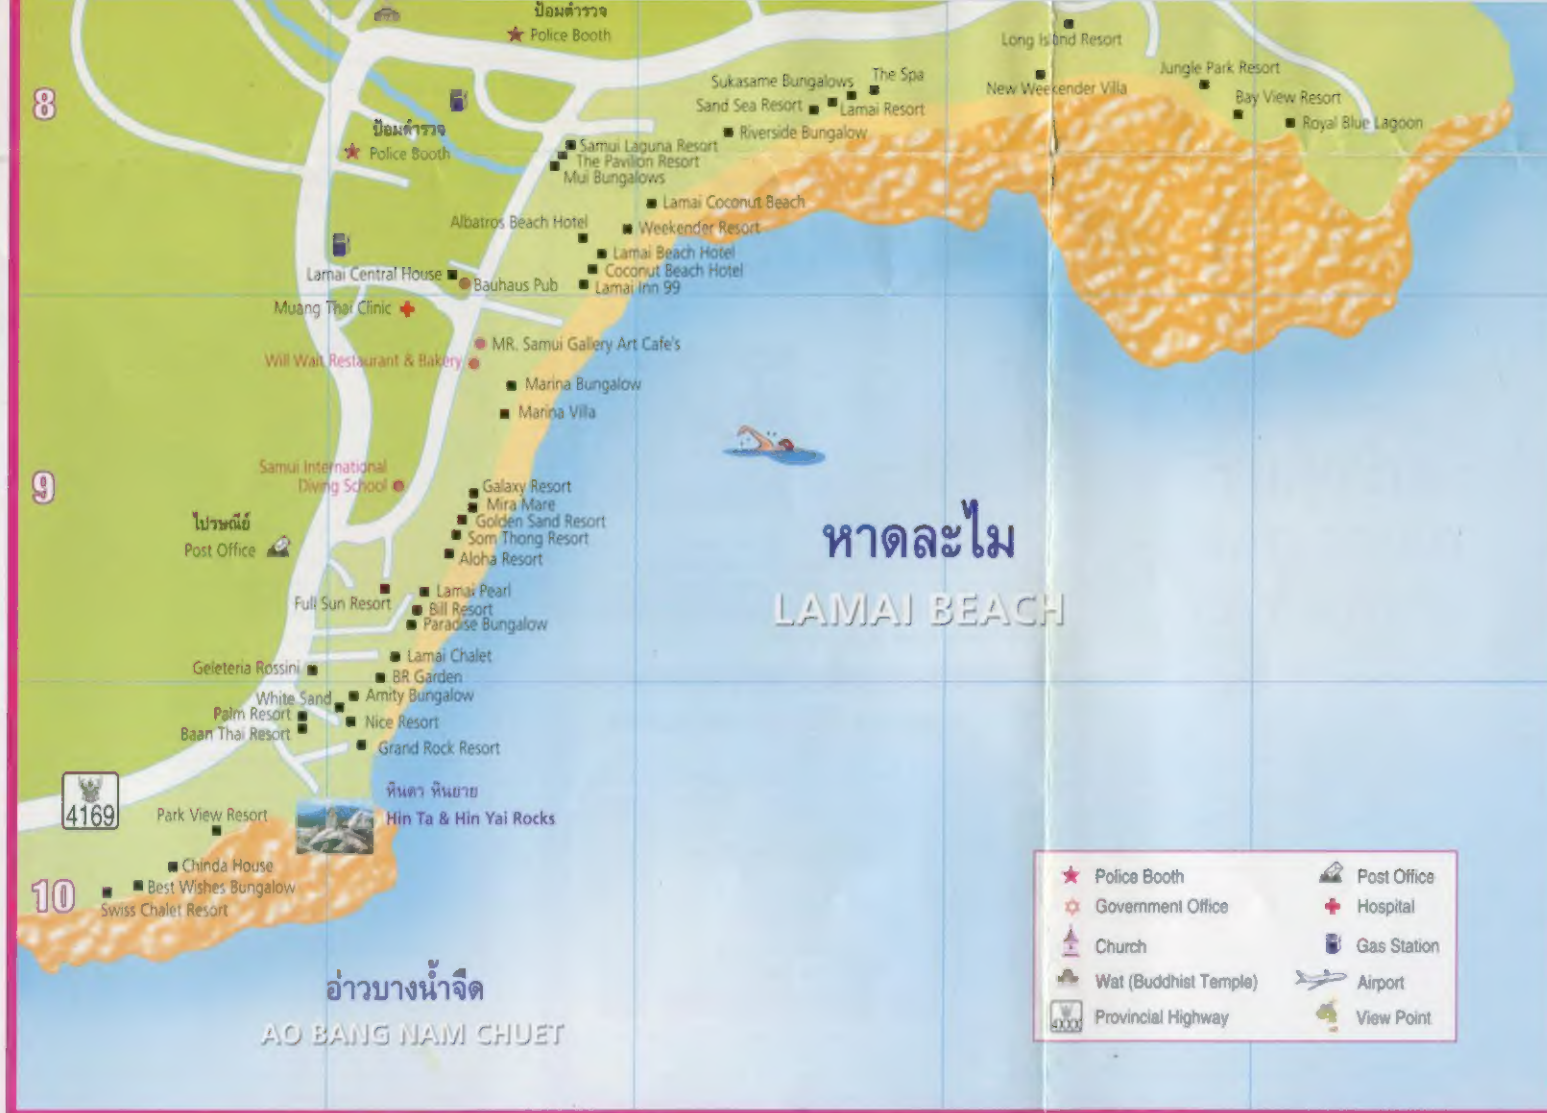 ป้อมตำรวจ
Police Booth
Long Island Resort
8
Sukasame Bungalows
The Spa
New Weekender Villa
Jungle Park Resort
Sand Sea Resort
Lamai Resort
Bay View Resort
Royal Blue Lagoon
ป้อมตำรวจ
Police Booth
Riverside Bungalow
Samui Laguna Resort
The Pavilion Resort
Mui Bungalows
Lamai Coconut Beach
Albatros Beach Hotel
Weekender Resort
Lamai Beach Hotel
Lamai Central House
Coconut Beach Hotel
Bauhaus Pub
Lamai Inn 99
Muang Thai Clinic
MR. Samui Gallery Art Cafe's
Will Wait Restaurant & Bakery
Marina Bungalow
Marina Villa
9
Samui International
Diving School
Galaxy Resort
Mira Mare
Golden Sand Resort
Som Thong Resort
Aloha Resort
ไปรษณีย์
Post Office
หาดละไม
LAMAI BEACH
Full Sun Resort
Lamai Pearl
Bill Resort
Paradise Bungalow
Lamai Chalet
Geleteria Rossini
BR Garden
White Sand
Amity Bungalow
Palm Resort
Nice Resort
Baan Thai Resort
Grand Rock Resort
4169
หินตา หินยาย
Hin Ta & Hin Yai Rocks
Park View Resort
Chinda House
10
Best Wishes Bungalow
Swiss Chalet Resort
อ่าวบางน้ำจืด
AO BANG NAM CHUET
Police Booth
Post Office
Government Office
Hospital
Church
Gas Station
Wat (Buddhist Temple)
Airport
4XXX
Provincial Highway
View Point